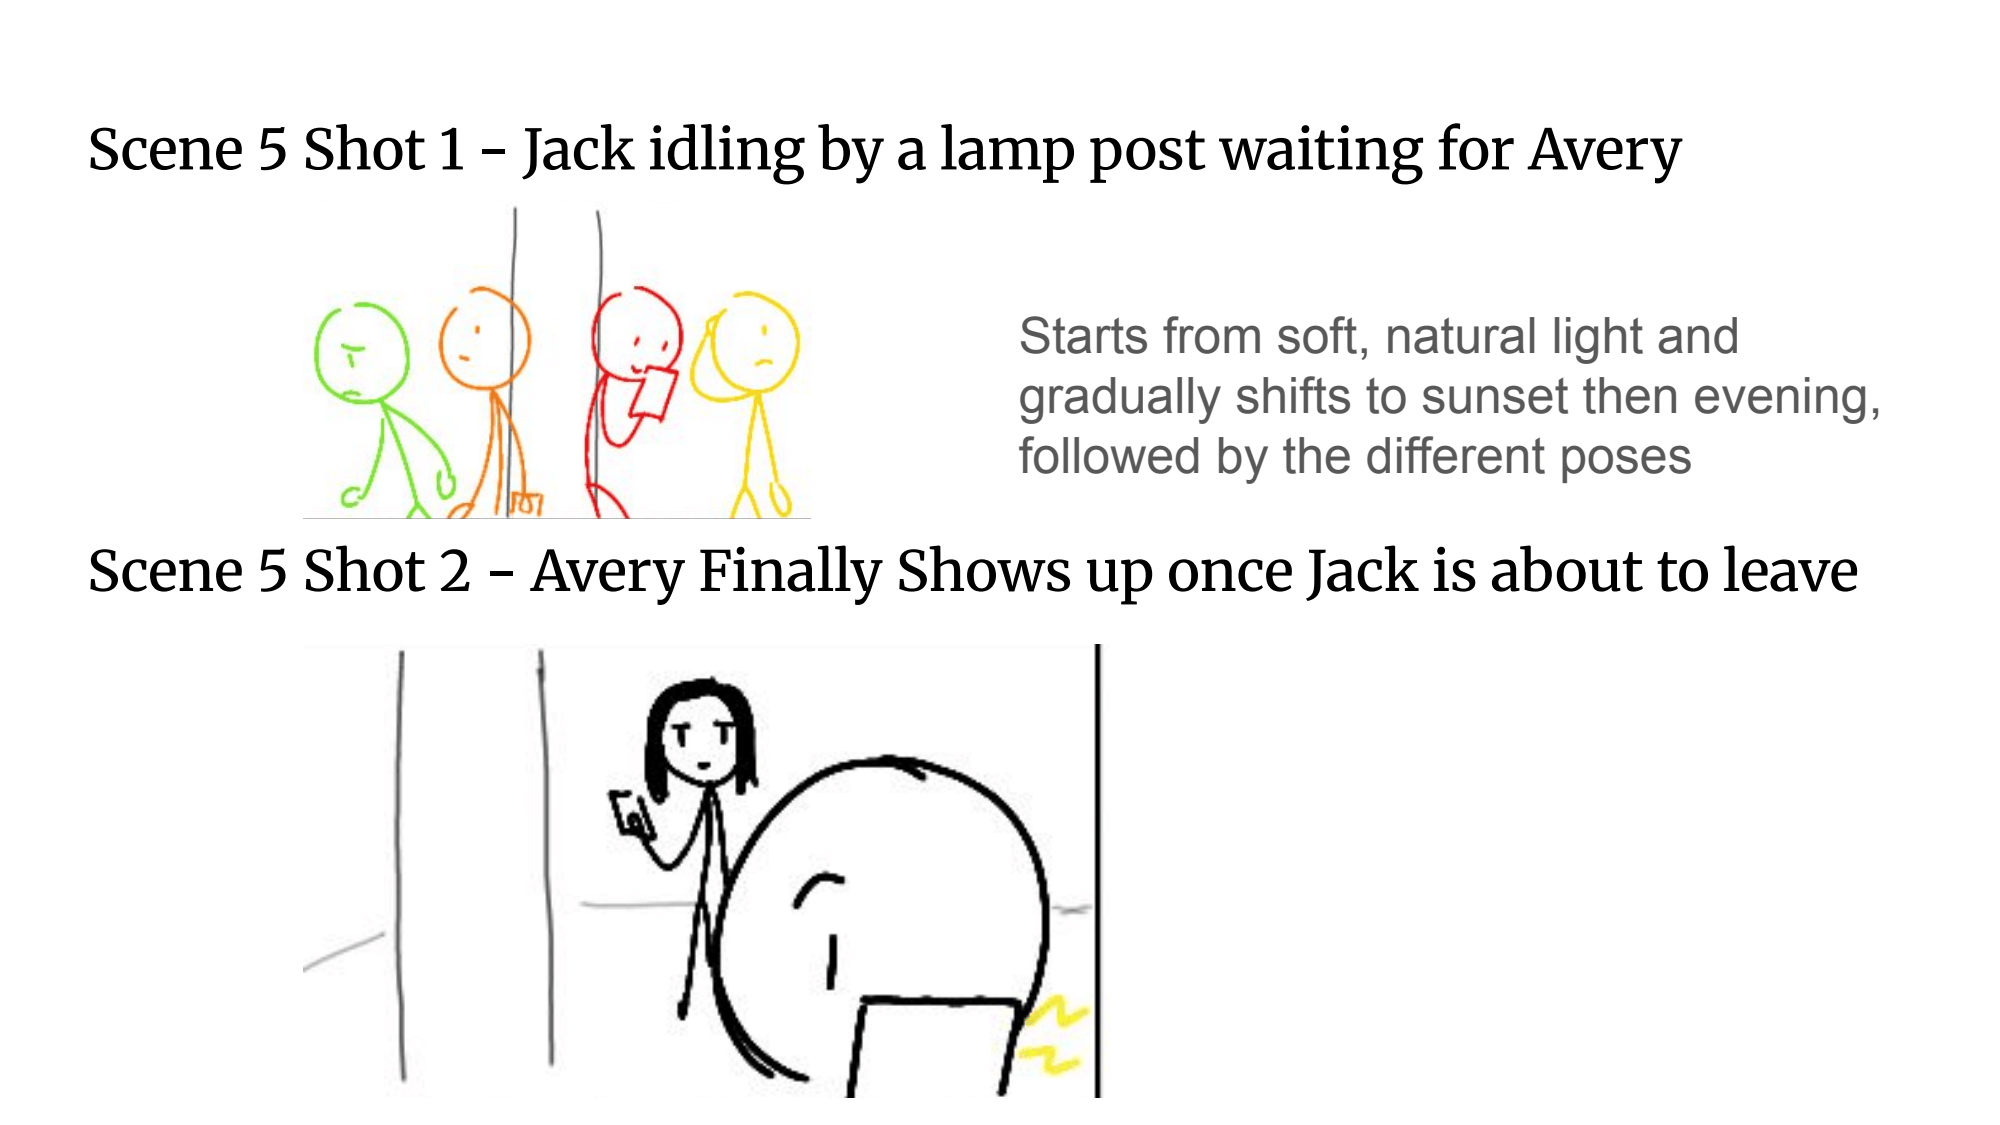 Scene 5 Shot 1 - Jack idling by a lamp post waiting for Avery
Starts from soft, natural light and
gradually shifts to sunset then evening,
followed by the different poses
Scene 5 Shot 2 - Avery Finally Shows up once Jack is about to leave